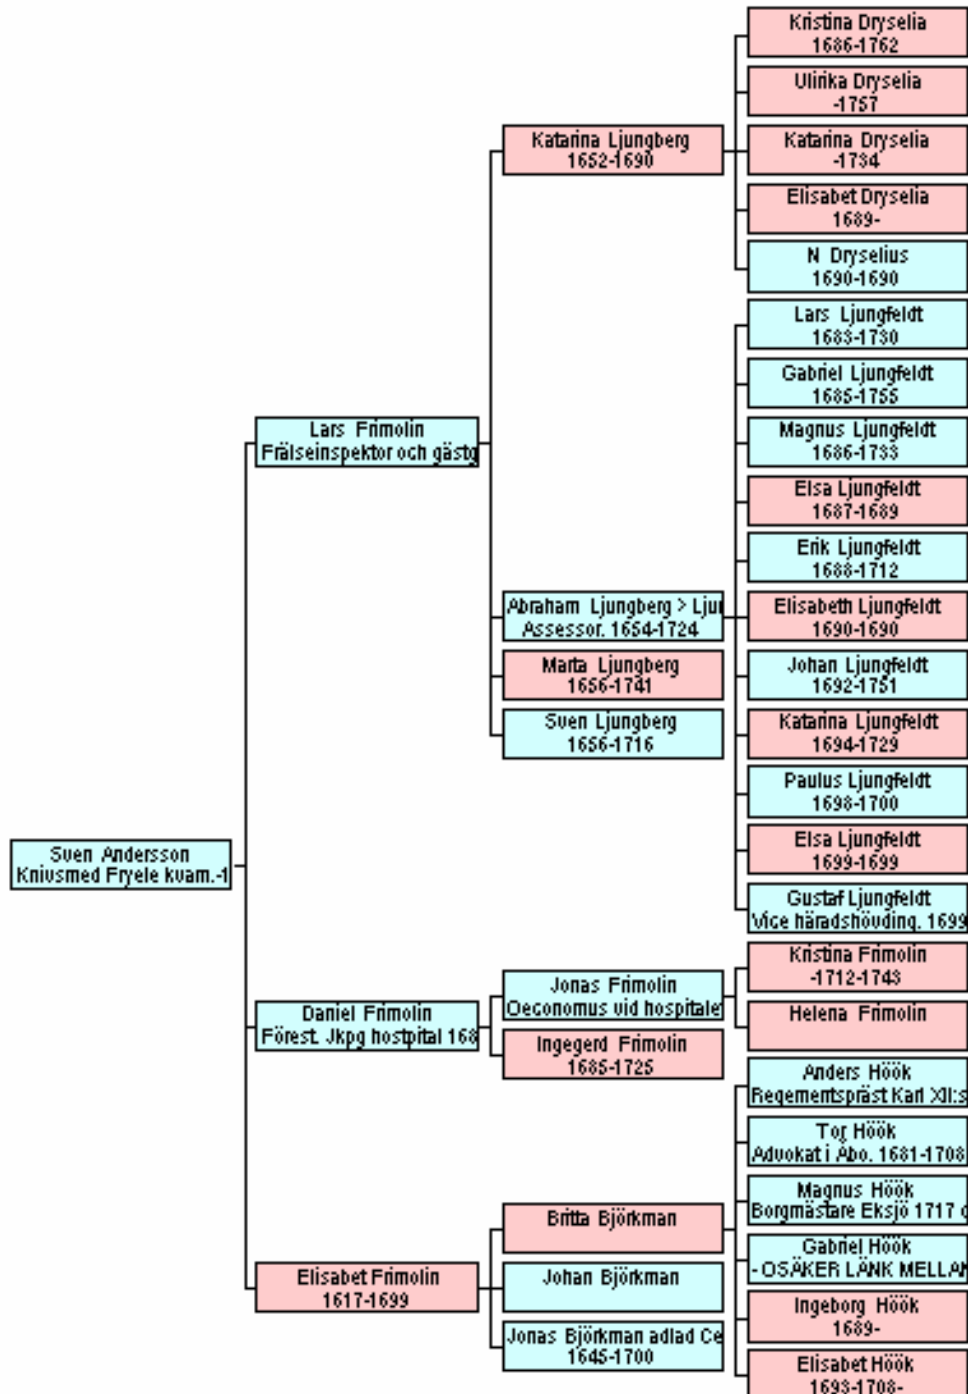 Kristina Dryselia
1686-1762
Ulirika Dryselia
-1757
Katarina Ljungberg
1652-1690
Katarina Dryselia
-1734
Elisabet Dryselia
1689-
N Dryselius
1690-1690
Lars Ljungfeldt
1683-1730
Gabriel Ljungfeldt
1685-1755
Lars Frimolin
Frälseinspektor och gästg
Magnus Ljungfeldt
1686-1733
Elsa Ljungfeldt
1687-1689
Erik Ljungfeldt
1688-1712
Abraham Ljungberg > Lju
Assessor. 1654-1724
Elisabeth Ljungfeldt
1690-1690
Marta Ljungberg
1656-1741
Johan Ljungfeldt
1692-1751
Sven Ljungberg
1656-1716
Katarina Ljungfeldt
1694-1729
Paulus Ljungfeldt
1698-1700
Sven Andersson
Knivsmed Fryele kvarn.-1
Elsa Ljungfeldt
1699-1699
Gustaf Ljungfeldt
Vice häradshövding. 1699
Kristina Frimolin
-1712-1743
Jonas Frimolin
Oeconomus vid hospitale
Daniel Frimolin
Förest. Jkpg hostpital 168
Helena Frimolin
Ingegerd Frimolin
1685-1725
Anders Höök
Regementspräst Karl XII:s
Tor Höök
Advokat i Åbo. 1681-1708
Magnus Höök
Borgmästare Eksjö 1717
Britta Björkman
Gabriel Höök
- OSÄKER LÄNK MELLAN
Elisabet Frimolin
1617-1699
Johan Björkman
Ingeborg Höök
1689-
Jonas Björkman adlad Ce
1645-1700
Elisabet Höök
1693-1708-